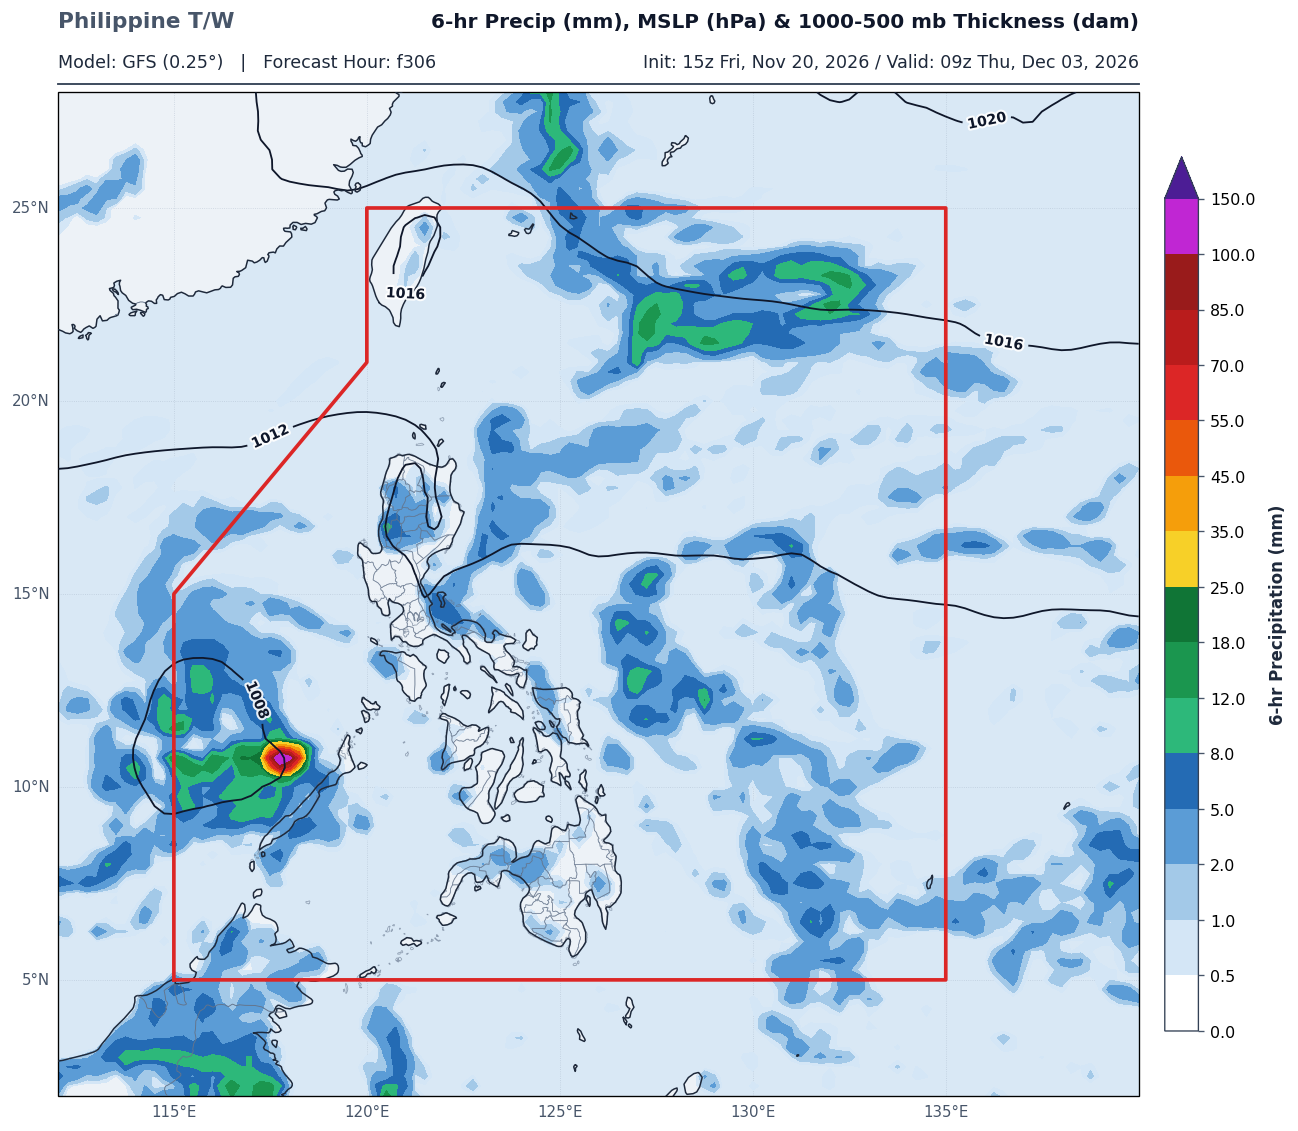 Philippine T/W
6-hr Precip (mm), MSLP (hPa) & 1000-500 mb Thickness (dam)
Model: GFS (0.25°) | Forecast Hour: f306
Init: 15z Fri, Nov 20, 2026 / Valid: 09z Thu, Dec 03, 2026
1020
1016
1016
1012
1008
25°N
20°N
15°N
10°N
5°N
115°E
120°E
125°E
130°E
135°E
150.0
100.0
85.0
70.0
55.0
45.0
35.0
25.0
18.0
12.0
8.0
5.0
2.0
1.0
0.5
0.0
6-hr Precipitation (mm)